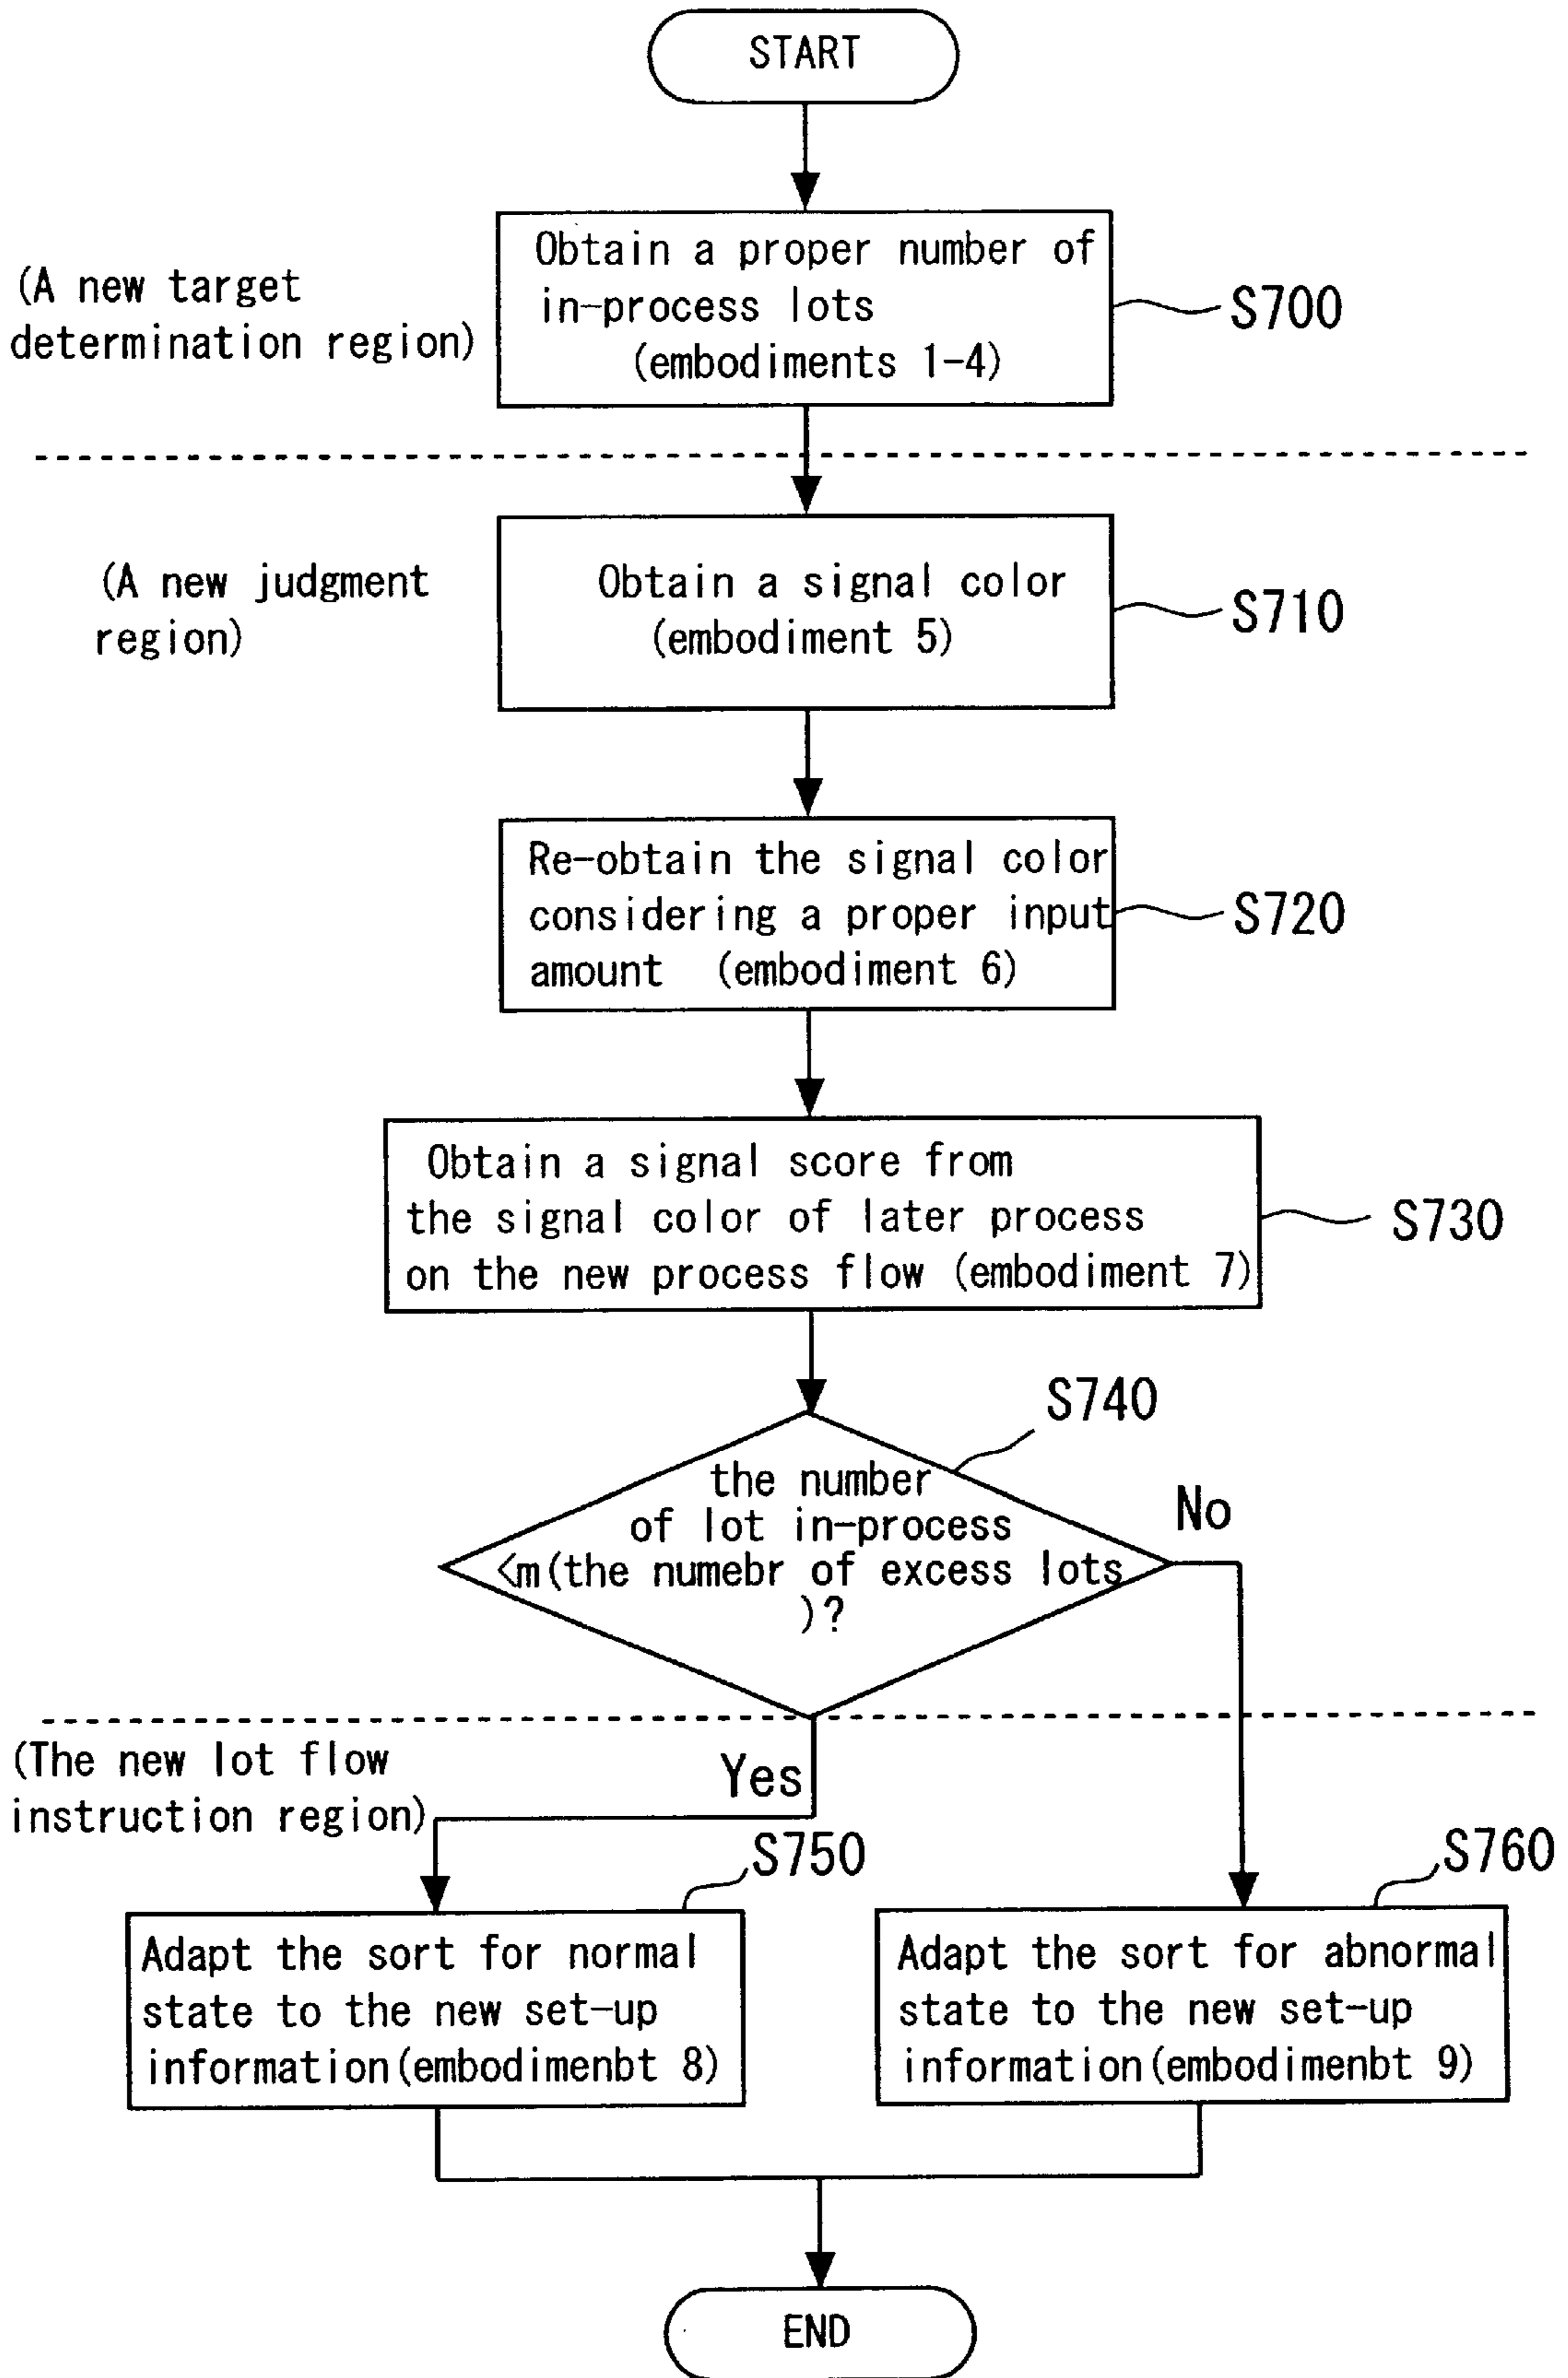 START
Obtain a proper number of
in-process lots
(embodiments 1-4)
S700
(A new target
determination region)
(A new judgment
region)
Obtain a signal color
(embodiment 5)
S710
Re-obtain the signal color
considering a proper input
amount (embodiment 6)
S720
Obtain a signal score from
the signal color of later process
on the new process flow (embodiment 7)
S730
S740
the number
of lot in-process
<m(the numebr of excess lots
)?
No
Yes
(The new lot flow
instruction region)
S750
Adapt the sort for normal
state to the new set-up
information(embodimenbt 8)
S760
Adapt the sort for abnormal
state to the new set-up
information(embodimenbt 9)
END